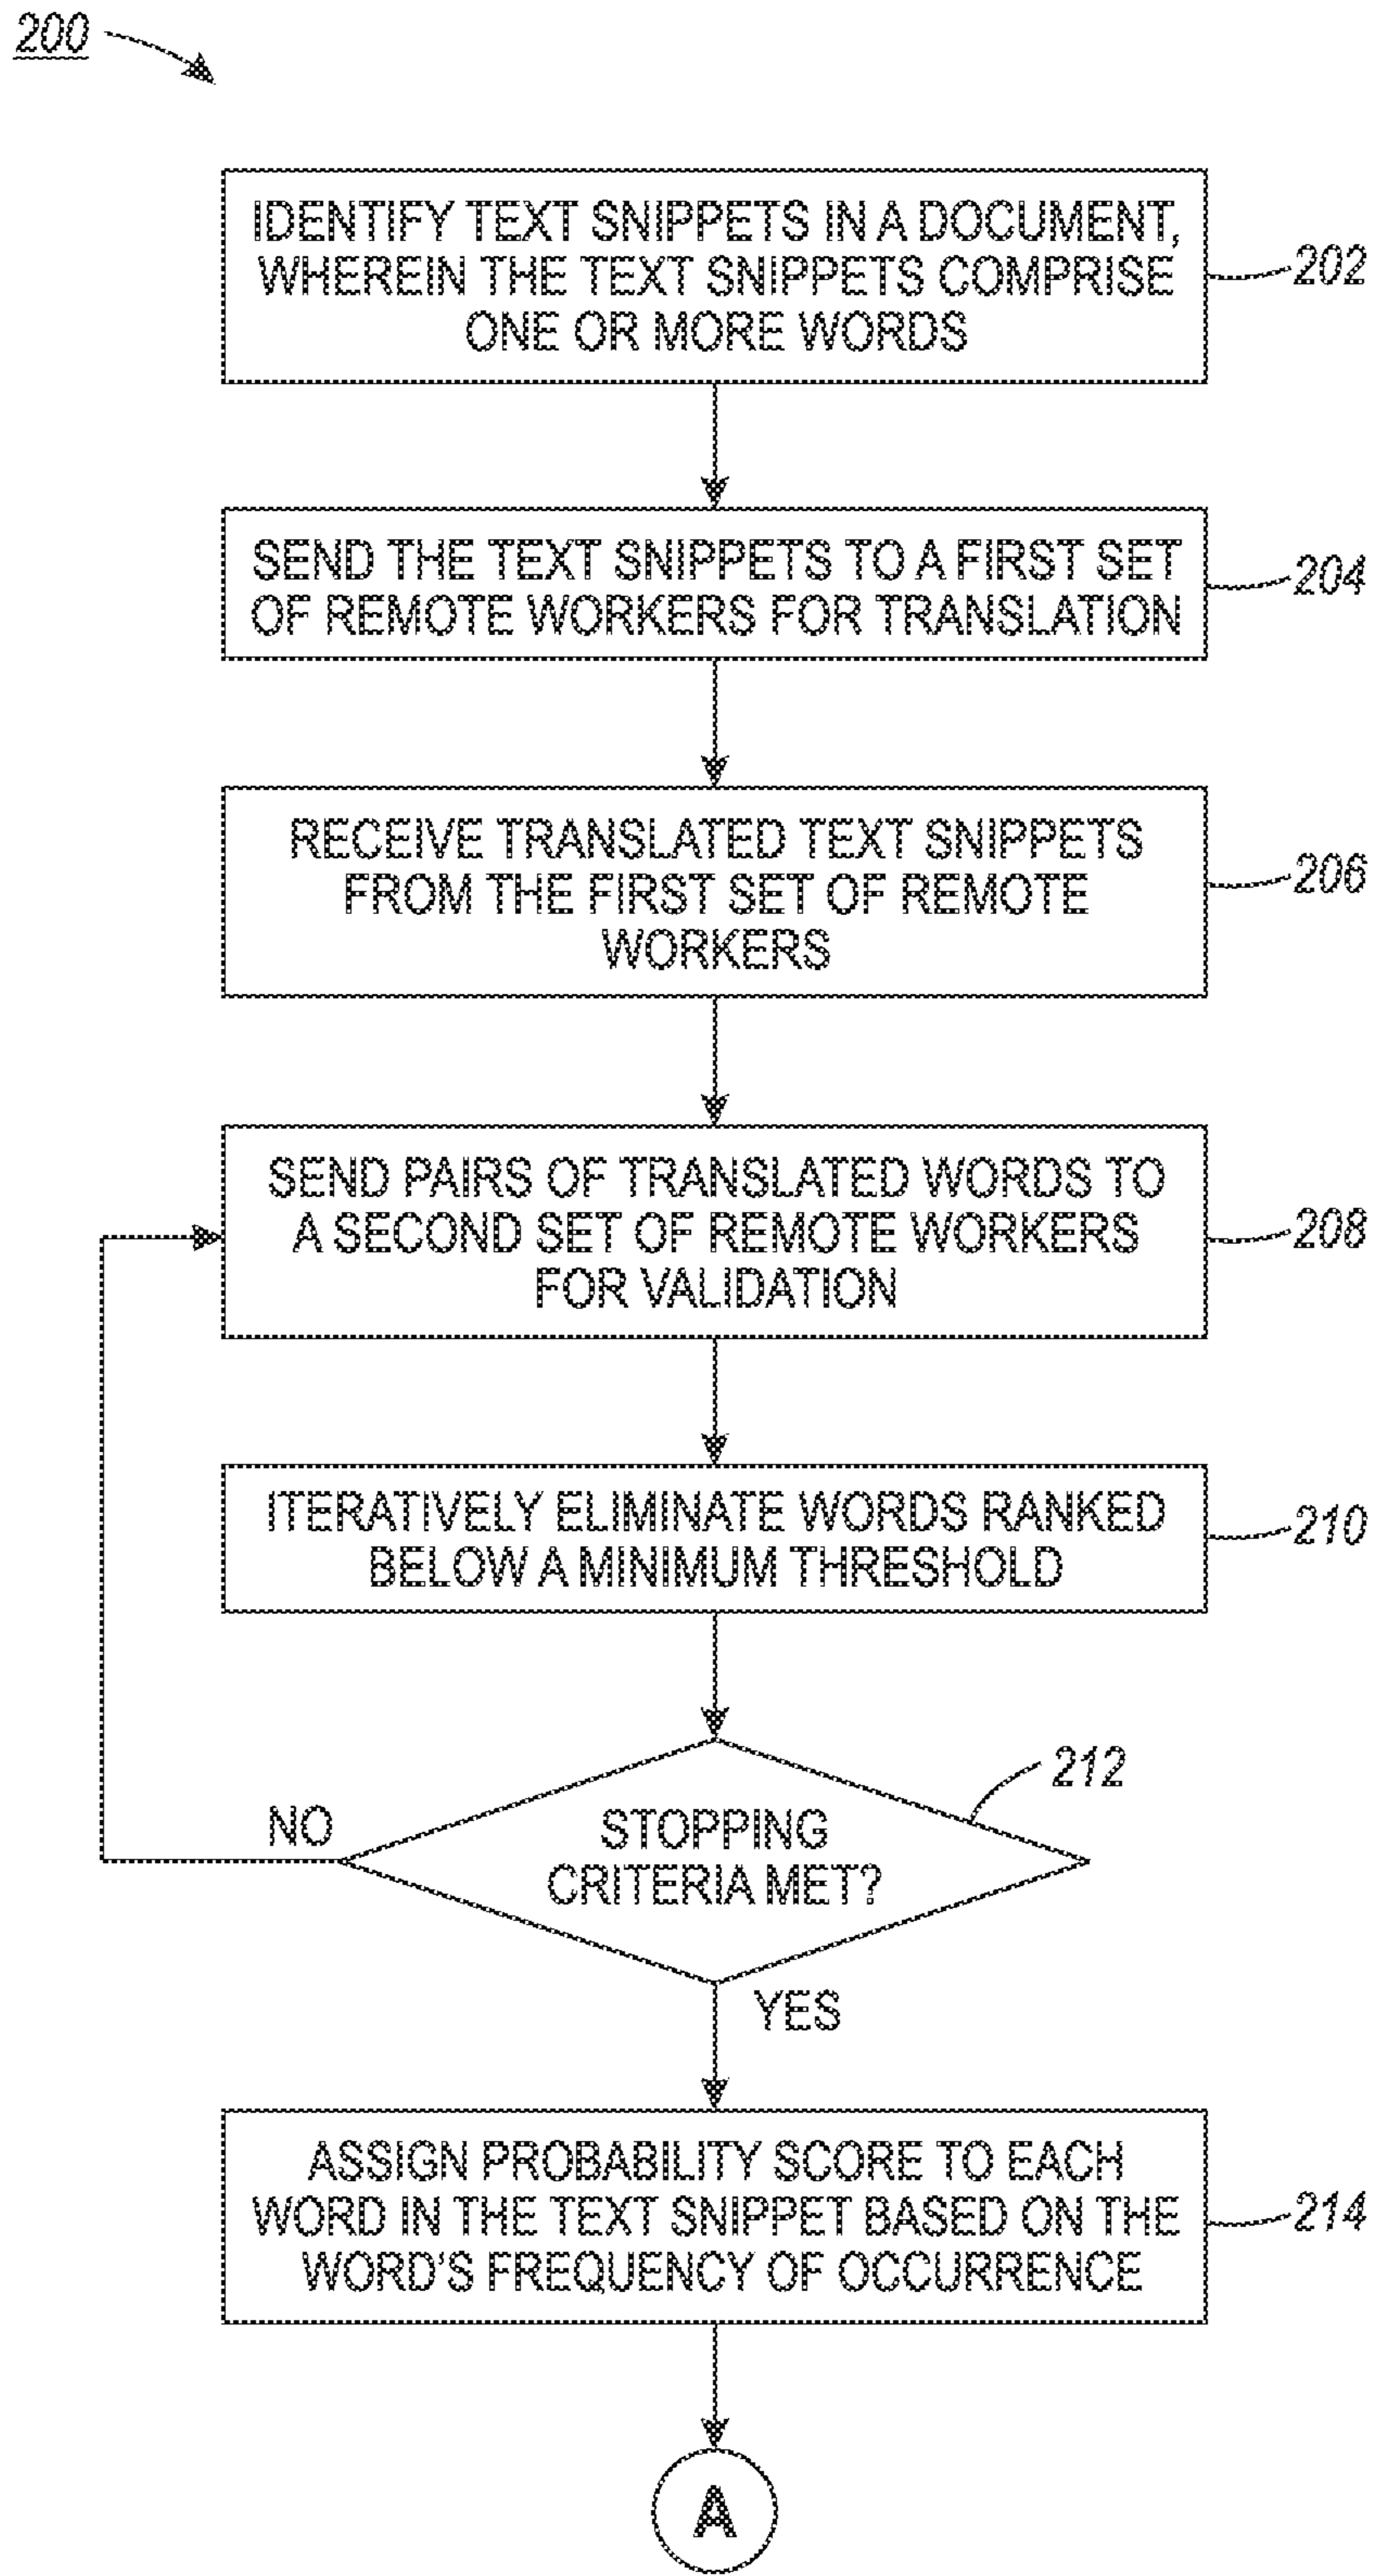 200
IDENTIFY TEXT SNIPPETS IN A DOCUMENT,
WHEREIN THE TEXT SNIPPETS COMPRISE
ONE OR MORE WORDS
202
SEND THE TEXT SNIPPETS TO A FIRST SET
OF REMOTE WORKERS FOR TRANSLATION
204
RECEIVE TRANSLATED TEXT SNIPPETS
FROM THE FIRST SET OF REMOTE
WORKERS
206
SEND PAIRS OF TRANSLATED WORDS TO
A SECOND SET OF REMOTE WORKERS
FOR VALIDATION
208
ITERATIVELY ELIMINATE WORDS RANKED
BELOW A MINIMUM THRESHOLD
210
212
NO
STOPPING
CRITERIA MET?
YES
ASSIGN PROBABILITY SCORE TO EACH
WORD IN THE TEXT SNIPPET BASED ON THE
WORD'S FREQUENCY OF OCCURRENCE
214
A